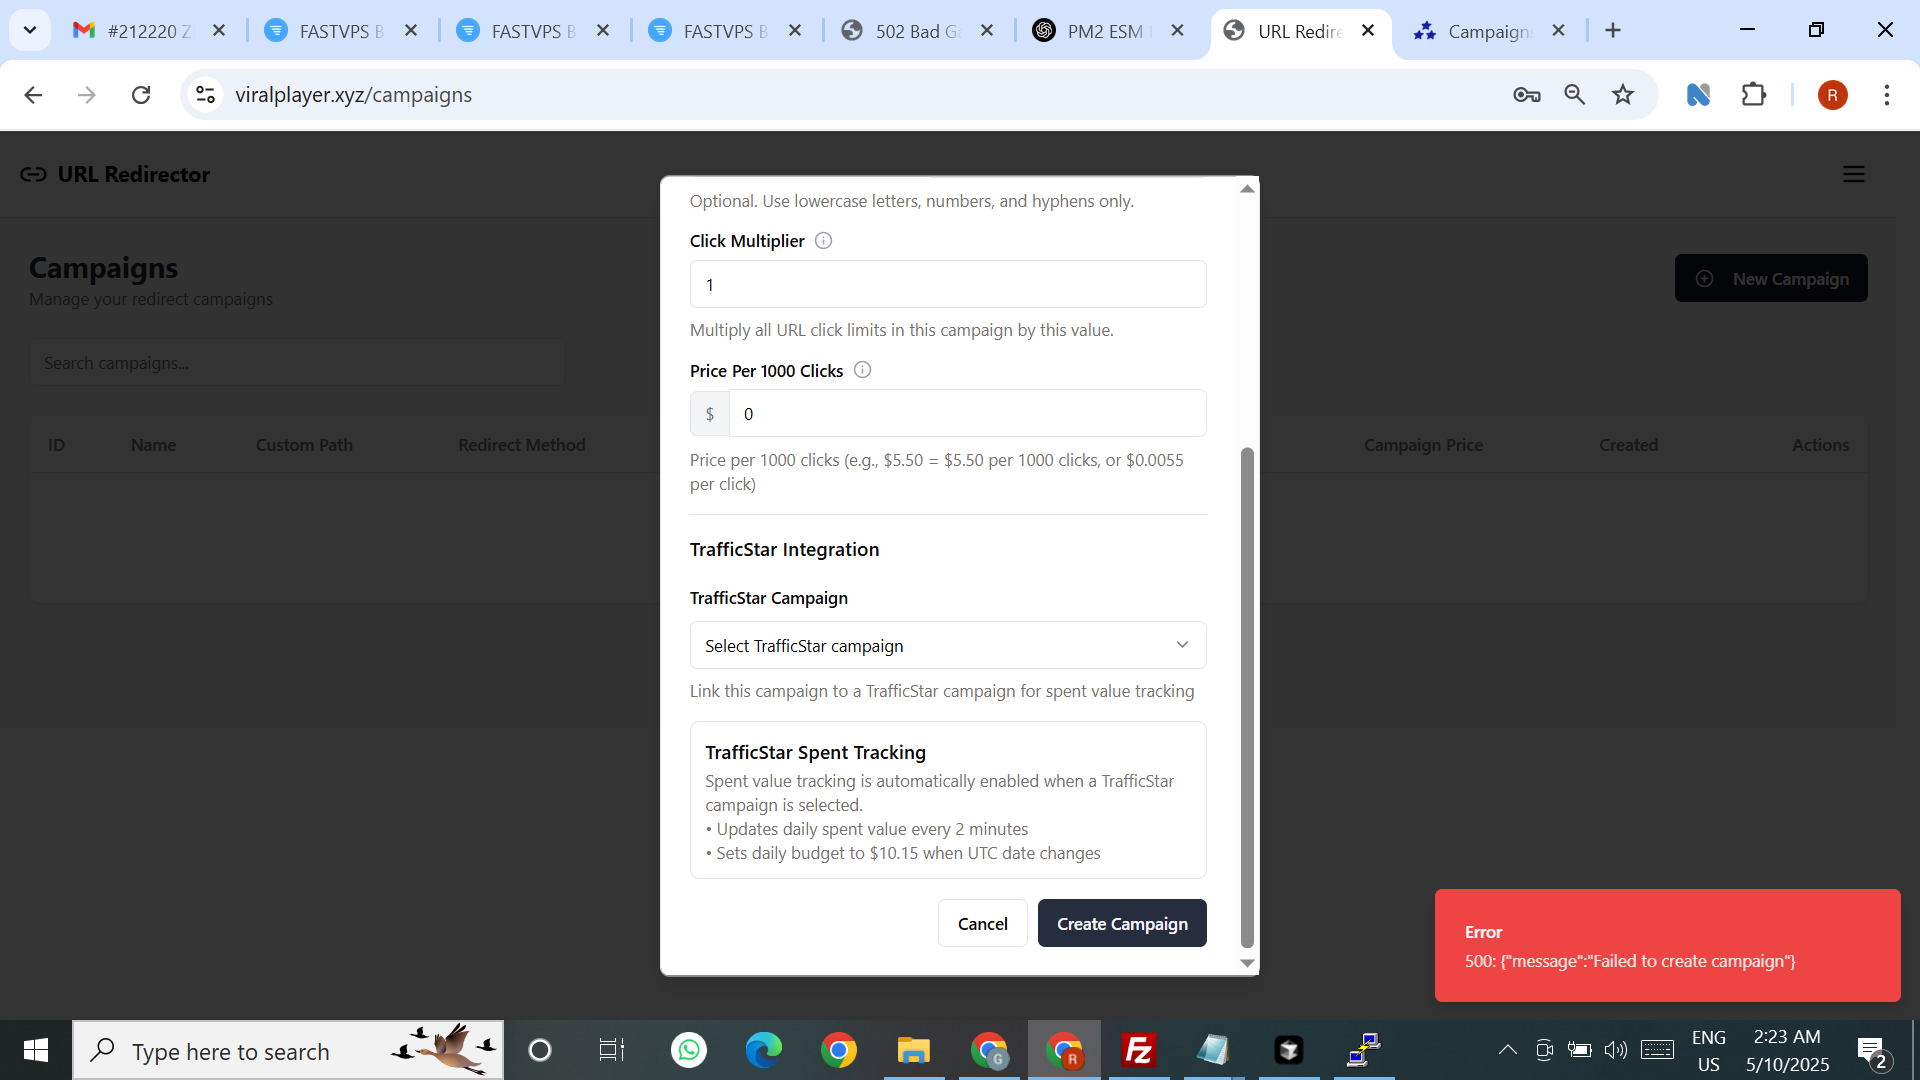 #212220 Z
FASTVPS B
FASTVPS B
FASTVPS B
502 Bad Ga
PM2 ESM
URL Redire
Campaign
viralplayer.xyz/campaigns
R
URL Redirector
Campaigns
Manage your redirect campaigns
New Campaign
Search campaigns...
ID Name Custom Path Redirect Method Campaign Price Created Actions
Optional. Use lowercase letters, numbers, and hyphens only.
Click Multiplier
1
Multiply all URL click limits in this campaign by this value.
Price Per 1000 Clicks
$ 0
Price per 1000 clicks (e.g., $5.50 = $5.50 per 1000 clicks, or $0.0055
per click)
TrafficStar Integration
TrafficStar Campaign
Select TrafficStar campaign
Link this campaign to a TrafficStar campaign for spent value tracking
TrafficStar Spent Tracking
Spent value tracking is automatically enabled when a TrafficStar
campaign is selected.
• Updates daily spent value every 2 minutes
• Sets daily budget to $10.15 when UTC date changes
Cancel
Create Campaign
Error
500: {"message":"Failed to create campaign"}
Type here to search
G
R
FZ
ENG
US
2:23 AM
5/10/2025
2